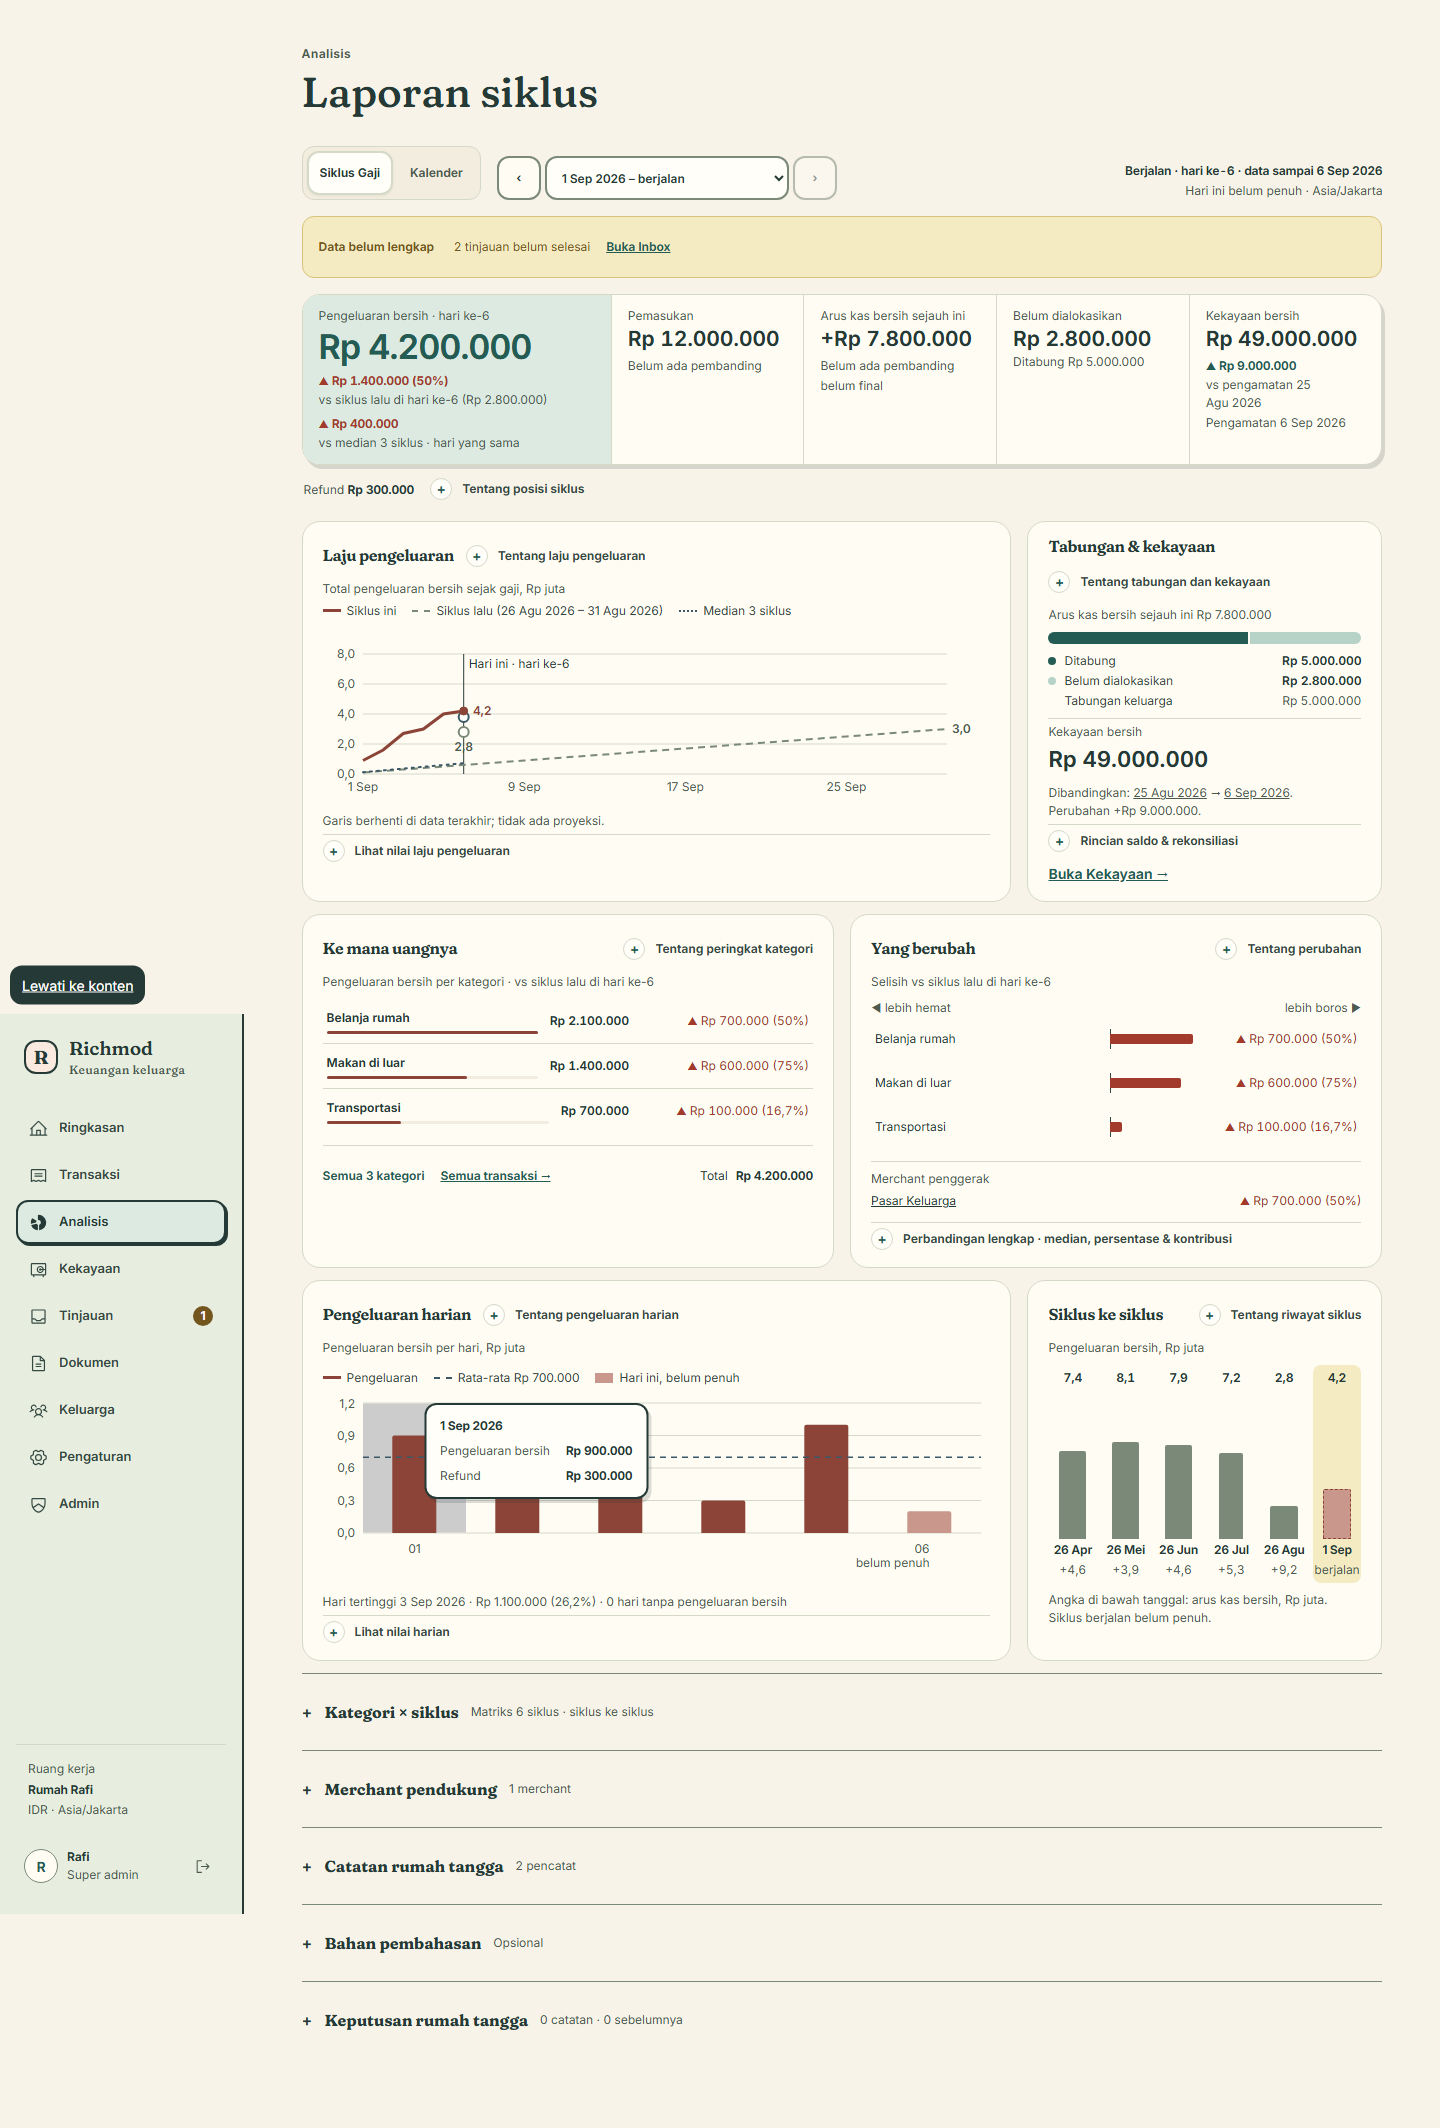 Analisis
Laporan siklus
Siklus Gaji
Kalender
‹
1 Sep 2026 – berjalan
›
Berjalan · hari ke-6 · data sampai 6 Sep 2026
Hari ini belum penuh · Asia/Jakarta
Data belum lengkap 2 tinjauan belum selesai Buka Inbox
Pengeluaran bersih · hari ke-6
Rp 4.200.000
▲ Rp 1.400.000 (50%)
vs siklus lalu di hari ke-6 (Rp 2.800.000)
▲ Rp 400.000
vs median 3 siklus · hari yang sama
Pemasukan
Rp 12.000.000
Belum ada pembanding
Arus kas bersih sejauh ini
+Rp 7.800.000
Belum ada pembanding
belum final
Belum dialokasikan
Rp 2.800.000
Ditabung Rp 5.000.000
Kekayaan bersih
Rp 49.000.000
▲ Rp 9.000.000
vs pengamatan 25
Agu 2026
Pengamatan 6 Sep 2026
Refund Rp 300.000 + Tentang posisi siklus
Laju pengeluaran + Tentang laju pengeluaran
Total pengeluaran bersih sejak gaji, Rp juta
Siklus ini Siklus lalu (26 Agu 2026 – 31 Agu 2026) Median 3 siklus
8,0
6,0
4,0
2,0
0,0
Hari ini · hari ke-6
4,2
2,8
3,0
1 Sep 9 Sep 17 Sep 25 Sep
Garis berhenti di data terakhir; tidak ada proyeksi.
+ Lihat nilai laju pengeluaran
Tabungan & kekayaan
+ Tentang tabungan dan kekayaan
Arus kas bersih sejauh ini Rp 7.800.000
Ditabung Rp 5.000.000
Belum dialokasikan Rp 2.800.000
Tabungan keluarga Rp 5.000.000
Kekayaan bersih
Rp 49.000.000
Dibandingkan: 25 Agu 2026 → 6 Sep 2026.
Perubahan +Rp 9.000.000.
+ Rincian saldo & rekonsiliasi
Buka Kekayaan →
Ke mana uangnya + Tentang peringkat kategori
Pengeluaran bersih per kategori · vs siklus lalu di hari ke-6
Belanja rumah Rp 2.100.000 ▲ Rp 700.000 (50%)
Makan di luar Rp 1.400.000 ▲ Rp 600.000 (75%)
Transportasi Rp 700.000 ▲ Rp 100.000 (16,7%)
Semua 3 kategori Semua transaksi → Total Rp 4.200.000
Yang berubah + Tentang perubahan
Selisih vs siklus lalu di hari ke-6
◀ lebih hemat lebih boros ▶
Belanja rumah ▲ Rp 700.000 (50%)
Makan di luar ▲ Rp 600.000 (75%)
Transportasi ▲ Rp 100.000 (16,7%)
Merchant penggerak
Pasar Keluarga ▲ Rp 700.000 (50%)
+ Perbandingan lengkap · median, persentase & kontribusi
Lewati ke konten
R
Richmod
Keuangan keluarga
Ringkasan
Transaksi
Analisis
Kekayaan
Tinjauan 1
Dokumen
Keluarga
Pengaturan
Admin
Ruang kerja
Rumah Rafi
IDR · Asia/Jakarta
R
Rafi
Super admin
Pengeluaran harian + Tentang pengeluaran harian
Pengeluaran bersih per hari, Rp juta
Pengeluaran Rata-rata Rp 700.000 Hari ini, belum penuh
1,2
0,9
0,6
0,3
0,0
1 Sep 2026
Pengeluaran bersih Rp 900.000
Refund Rp 300.000
01 06
belum penuh
Hari tertinggi 3 Sep 2026 · Rp 1.100.000 (26,2%) · 0 hari tanpa pengeluaran bersih
+ Lihat nilai harian
Siklus ke siklus + Tentang riwayat siklus
Pengeluaran bersih, Rp juta
7,4 8,1 7,9 7,2 2,8 4,2
26 Apr 26 Mei 26 Jun 26 Jul 26 Agu 1 Sep
+4,6 +3,9 +4,6 +5,3 +9,2 berjalan
Angka di bawah tanggal: arus kas bersih, Rp juta.
Siklus berjalan belum penuh.
+ Kategori × siklus Matriks 6 siklus · siklus ke siklus
+ Merchant pendukung 1 merchant
+ Catatan rumah tangga 2 pencatat
+ Bahan pembahasan Opsional
+ Keputusan rumah tangga 0 catatan · 0 sebelumnya